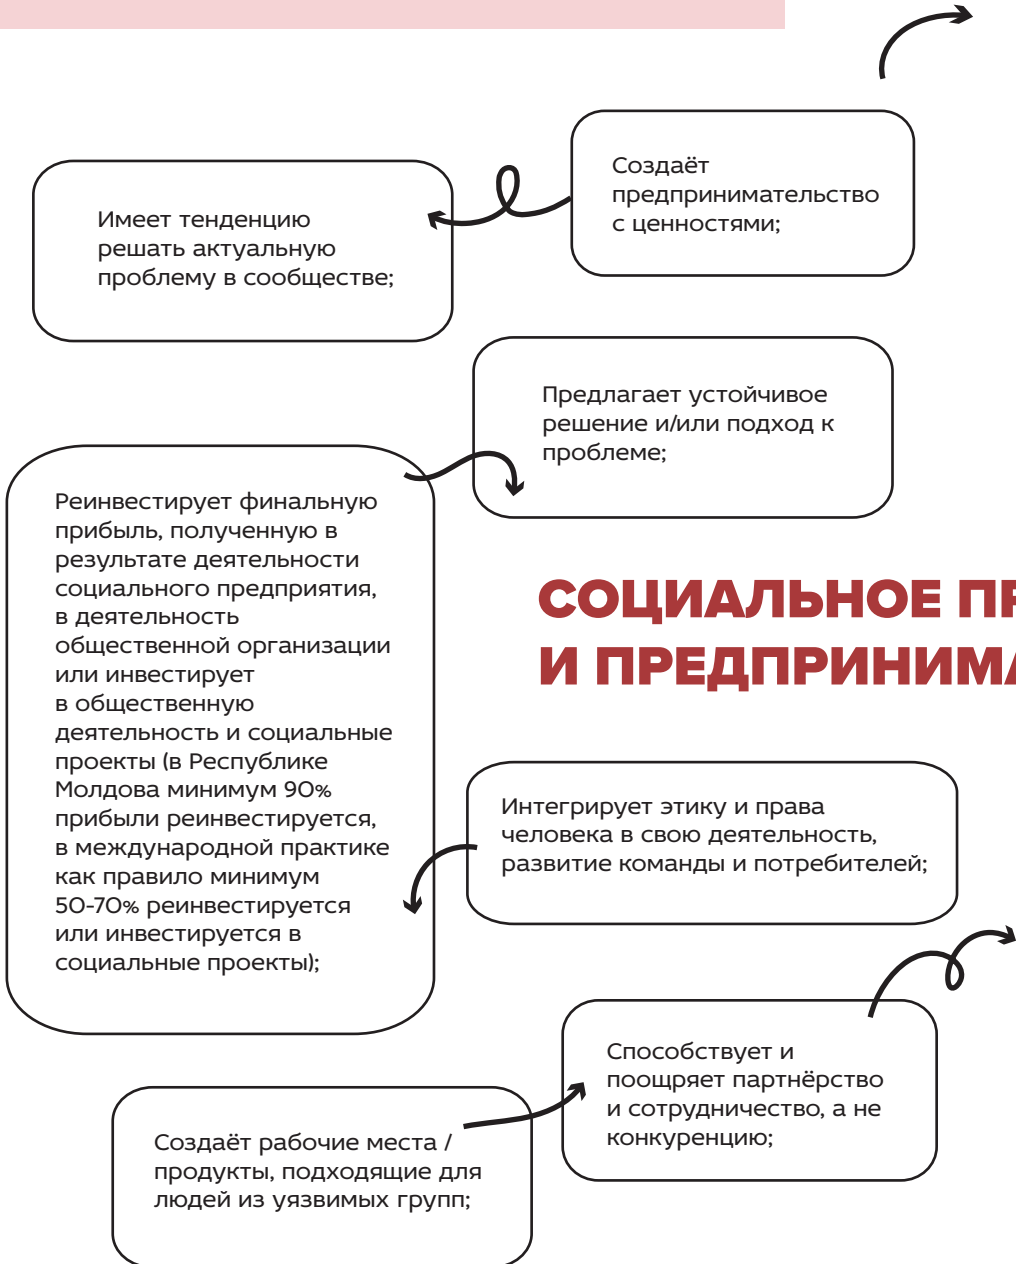 Создаёт
предпринимательство
с ценностями;
Имеет тенденцию
решать актуальную
проблему в сообществе;
Предлагает устойчивое
решение и/или подход к
проблеме;
Реинвестирует финальную
прибыль, полученную в
результате деятельности
социального предприятия,
в деятельность
общественной организации
или инвестирует
в общественную
деятельность и социальные
проекты (в Республике
Молдова минимум 90%
прибыли реинвестируется,
в международной практике
как правило минимум
50-70% реинвестируется
или инвестируется в
социальные проекты);
СОЦИАЛЬНОЕ ПР
И ПРЕДПРИНИМА
Интегрирует этику и права
человека в свою деятельность,
развитие команды и потребителей;
Способствует и
поощряет партнёрство
и сотрудничество, а не
конкуренцию;
Создаёт рабочие места /
продукты, подходящие для
людей из уязвимых групп;